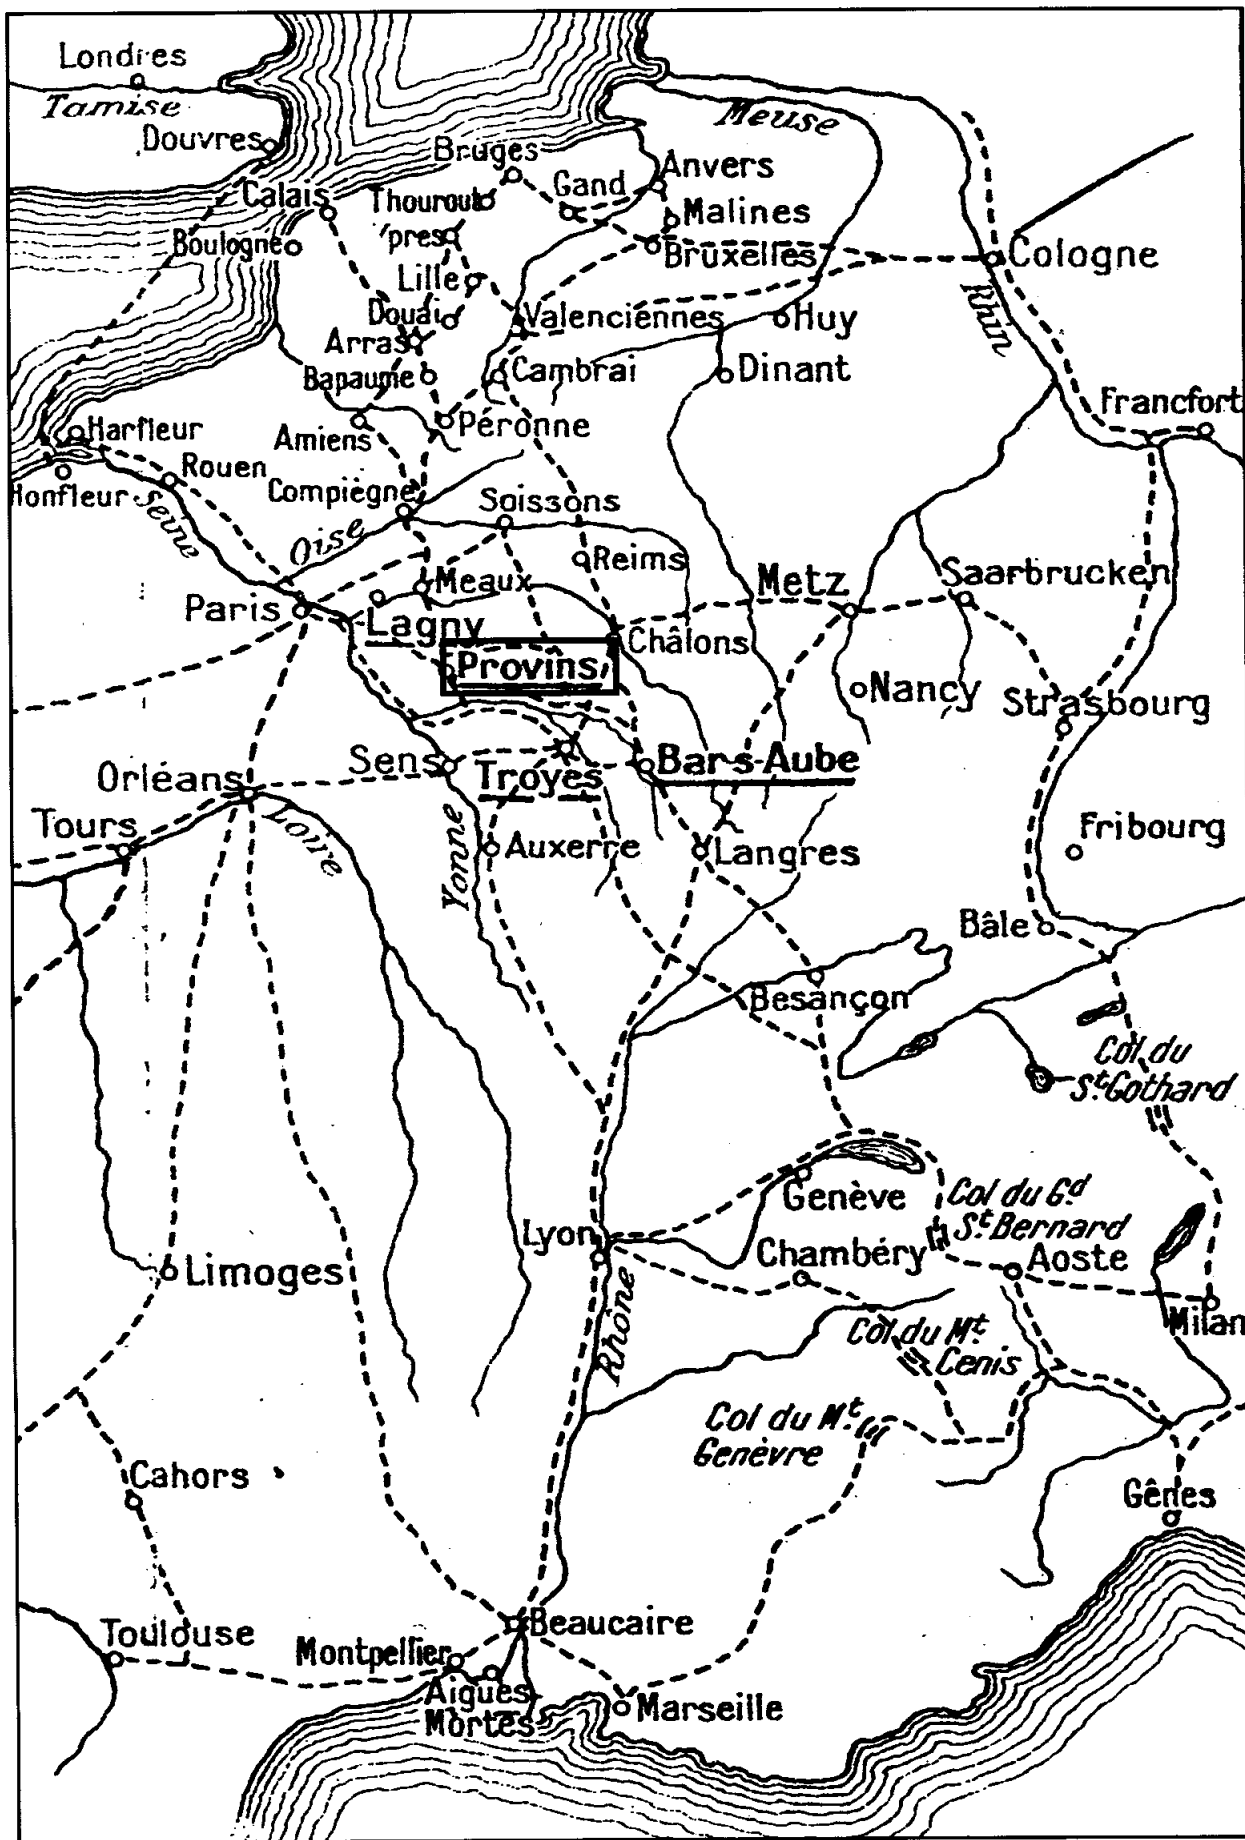 Londres
Tamise
Douvres
Meuse
Bruges
Anvers
Calais
Thourout
Gand
Malines
Boulogne
'pres
Bruxelles
Cologne
Lille
Rhin
Douai
Valenciennes
Huy
Arras
Bapaume
Cambrai
Dinant
Francfort
Harfleur
Amiens
Péronne
Rouen
Honfleur
Seine
Compiègne
Soissons
Oise
Reims
Meaux
Metz
Saarbrucken
Paris
Lagny
Châlons
Provins
Nancy
Strasbourg
Sens
Troyes
Bar s-Aube
Orléans
Tours
Loire
Yonne
Auxerre
Langres
Fribourg
Bâle
Besançon
Col du
St. Gothard
Genève
Col du Gd
St. Bernard
Lyon
Chambéry
Aoste
Limoges
Rhône
Milan
Col du Mt.
Cenis
Col du Mt.
Genèvre
Cahors
Gênes
Beaucaire
Toulouse
Montpellier
Aigues
Mortes
Marseille